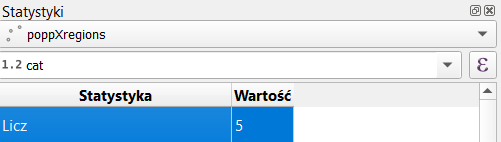 Statystyki
poppXregions
1.2 cat ε
Statystyka Wartość
Licz 5